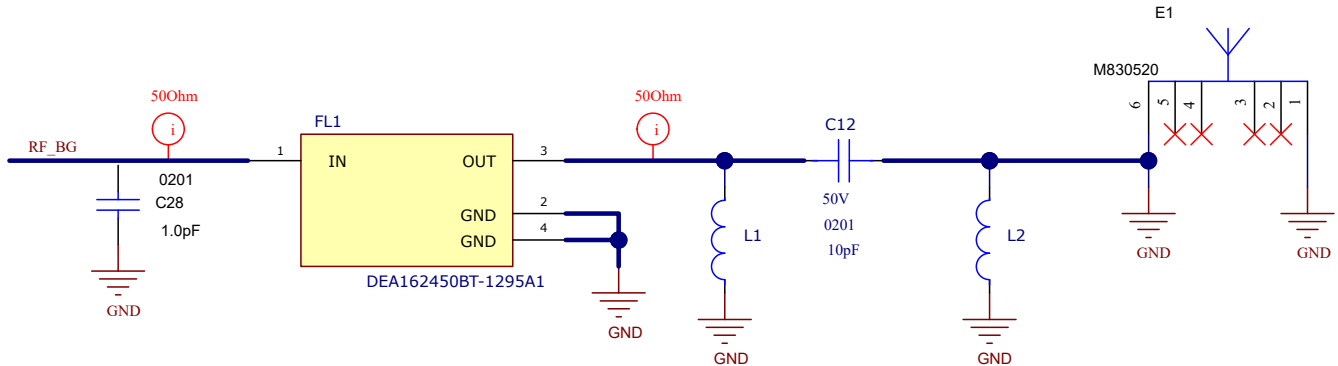 E1
M830520
6
5
4
3
2
1
50Ohm
i
50Ohm
i
FL1
C12
RF_BG
1
IN
OUT
3
0201
C28
1.0pF
GND
2
GND
4
50V
0201
10pF
L1
L2
DEA162450BT-1295A1
GND
GND
GND
GND
GND
GND